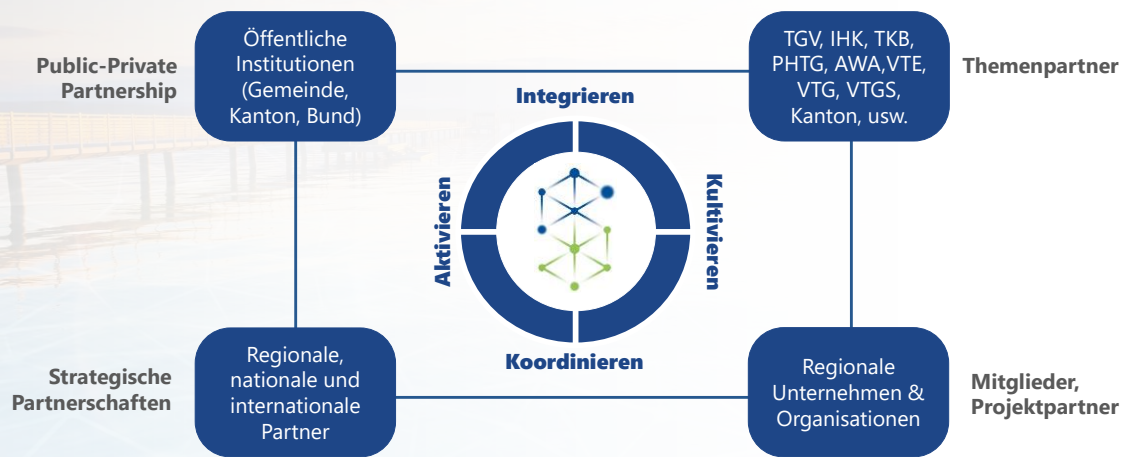 Public-Private
Partnership
Öffentliche
Institutionen
(Gemeinde,
Kanton, Bund)
TGV, IHK, TKB,
PHTG, AWA,VTE,
VTG, VTGS,
Kanton, usw.
Themenpartner
Integrieren
Aktivieren
Kultivieren
Koordinieren
Strategische
Partnerschaften
Regionale,
nationale und
internationale
Partner
Regionale
Unternehmen &
Organisationen
Mitglieder,
Projektpartner